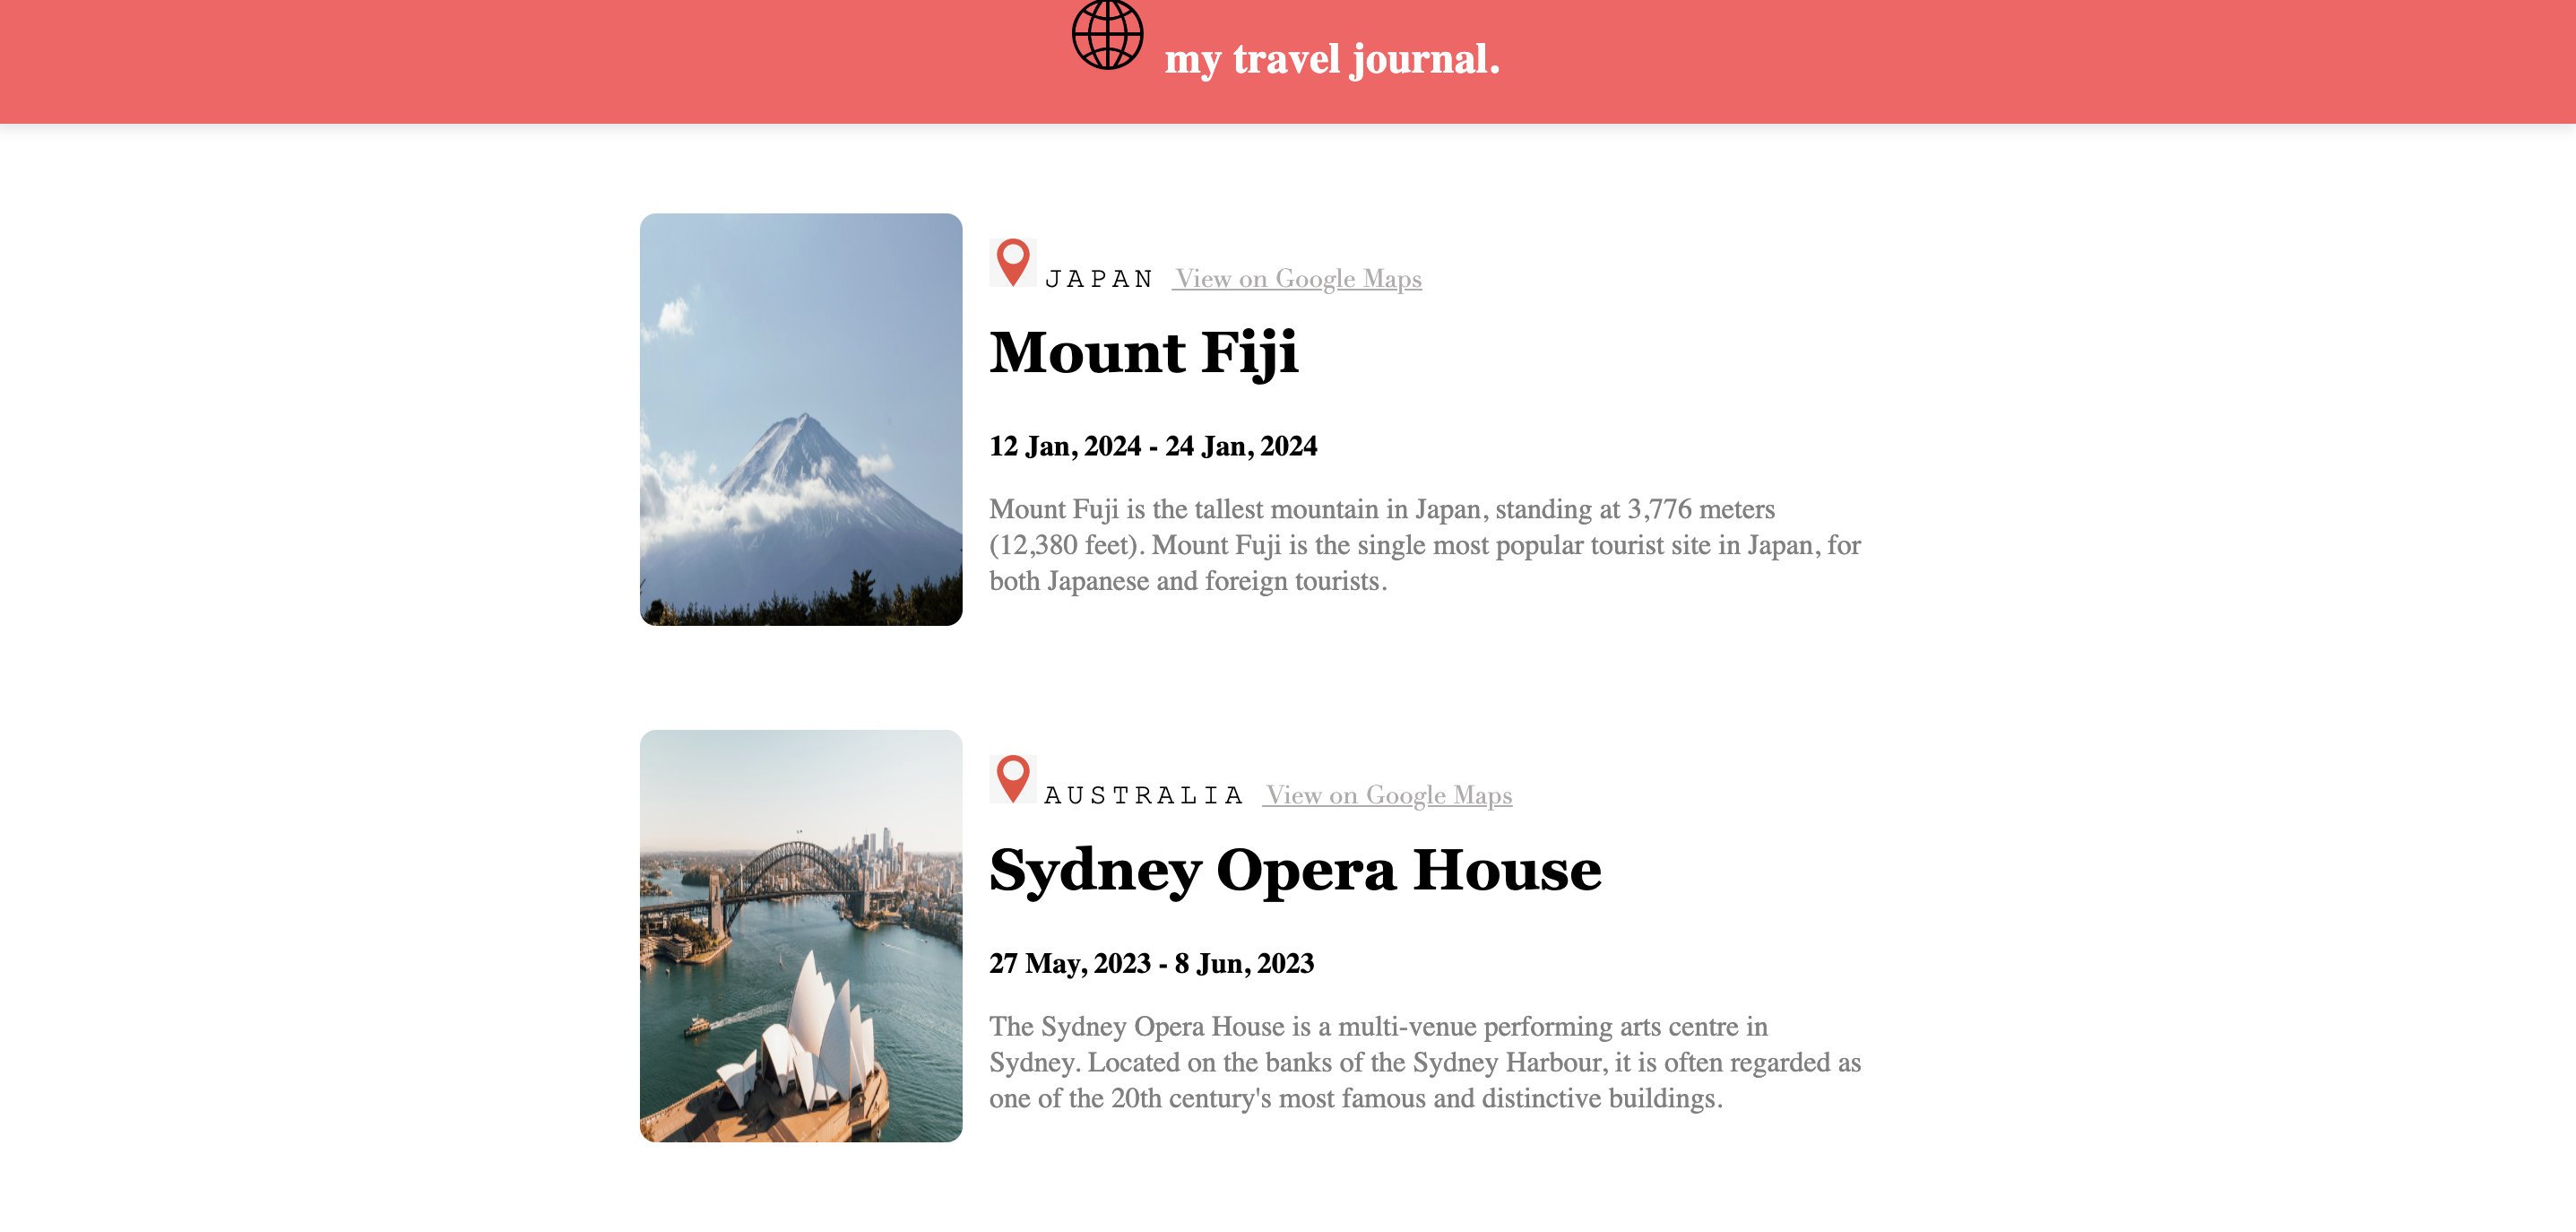 my travel journal.
JAPAN View on Google Maps
Mount Fiji
12 Jan, 2024 - 24 Jan, 2024
Mount Fuji is the tallest mountain in Japan, standing at 3,776 meters
(12,380 feet). Mount Fuji is the single most popular tourist site in Japan, for
both Japanese and foreign tourists.
AUSTRALIA View on Google Maps
Sydney Opera House
27 May, 2023 - 8 Jun, 2023
The Sydney Opera House is a multi-venue performing arts centre in
Sydney. Located on the banks of the Sydney Harbour, it is often regarded as
one of the 20th century's most famous and distinctive buildings.